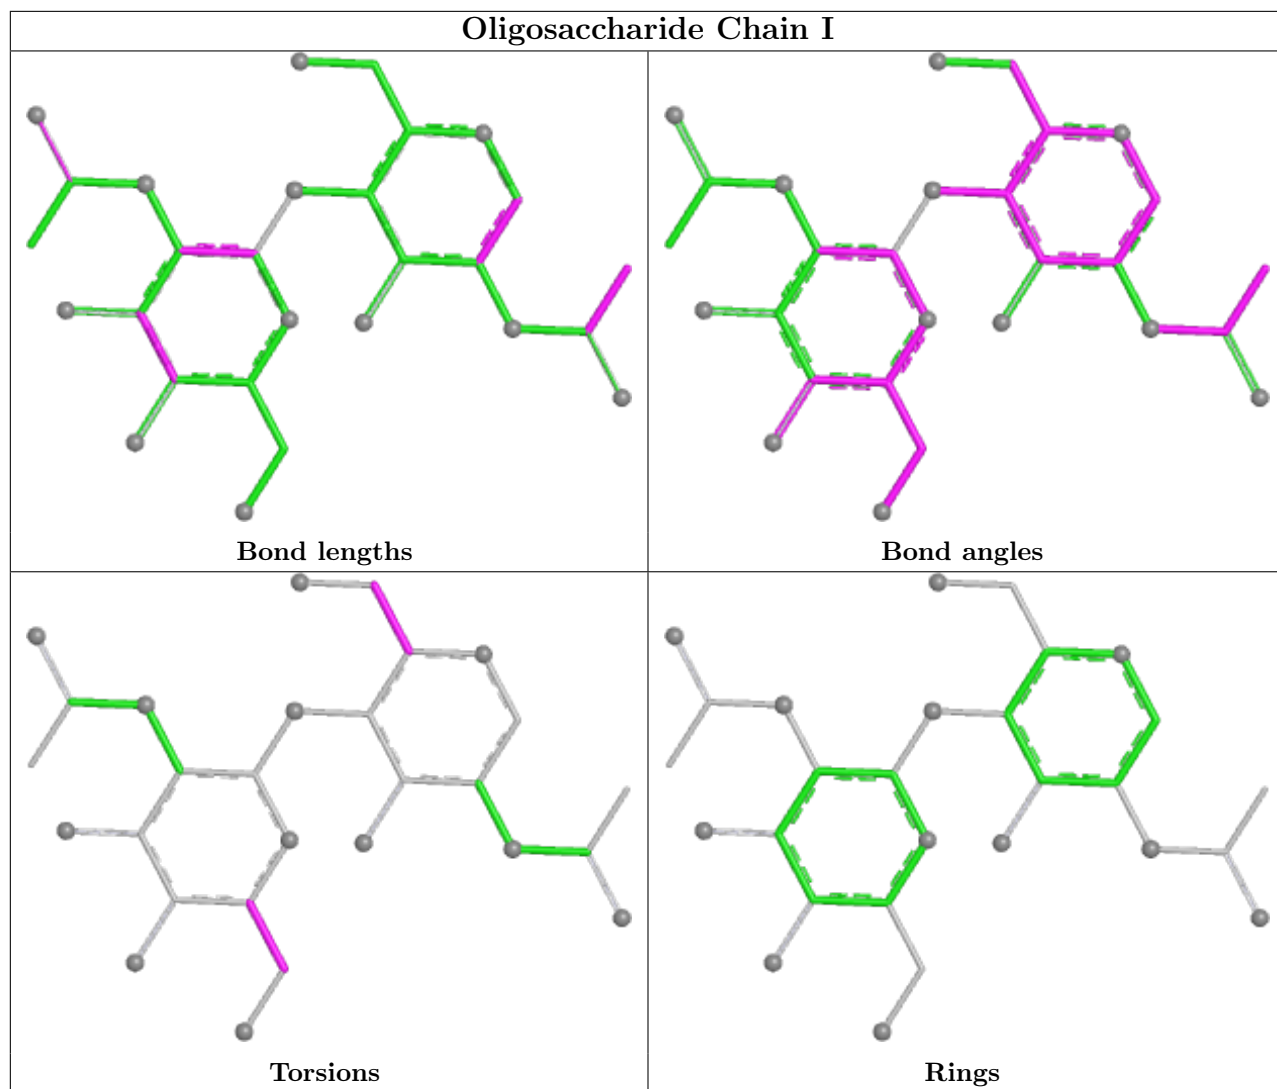 Oligosaccharide Chain I
Bond lengths
Bond angles
Torsions
Rings